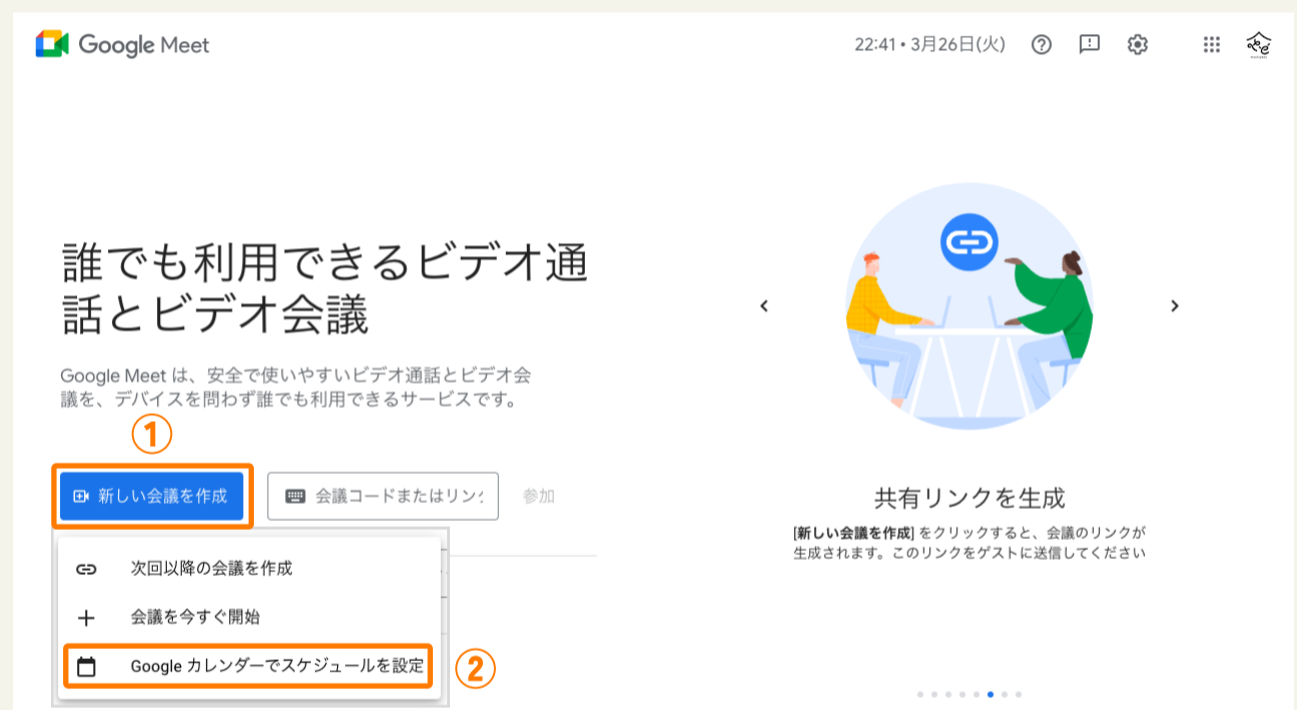 Google Meet
22:41 • 3月26日(火)
誰でも利用できるビデオ通
話とビデオ会議
Google Meet は、安全で使いやすいビデオ通話とビデオ会
議を、デバイスを問わず誰でも利用できるサービスです。
①
新しい会議を作成
会議コードまたはリン
参加
次回以降の会議を作成
会議を今すぐ開始
Google カレンダーでスケジュールを設定
②
共有リンクを生成
[新しい会議を作成] をクリックすると、会議のリンクが
生成されます。このリンクをゲストに送信してください